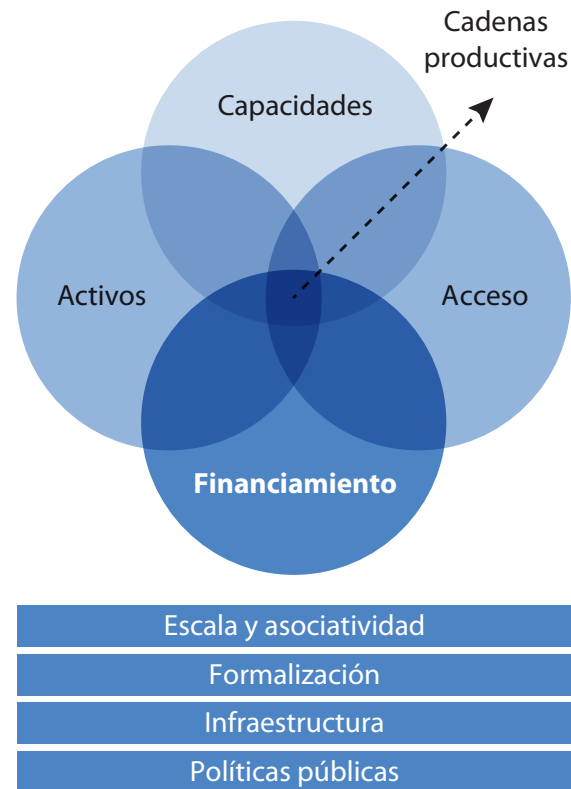 Cadenas
productivas
Capacidades
Activos
Acceso
Financiamiento
Escala y asociatividad
Formalización
Infraestructura
Políticas públicas